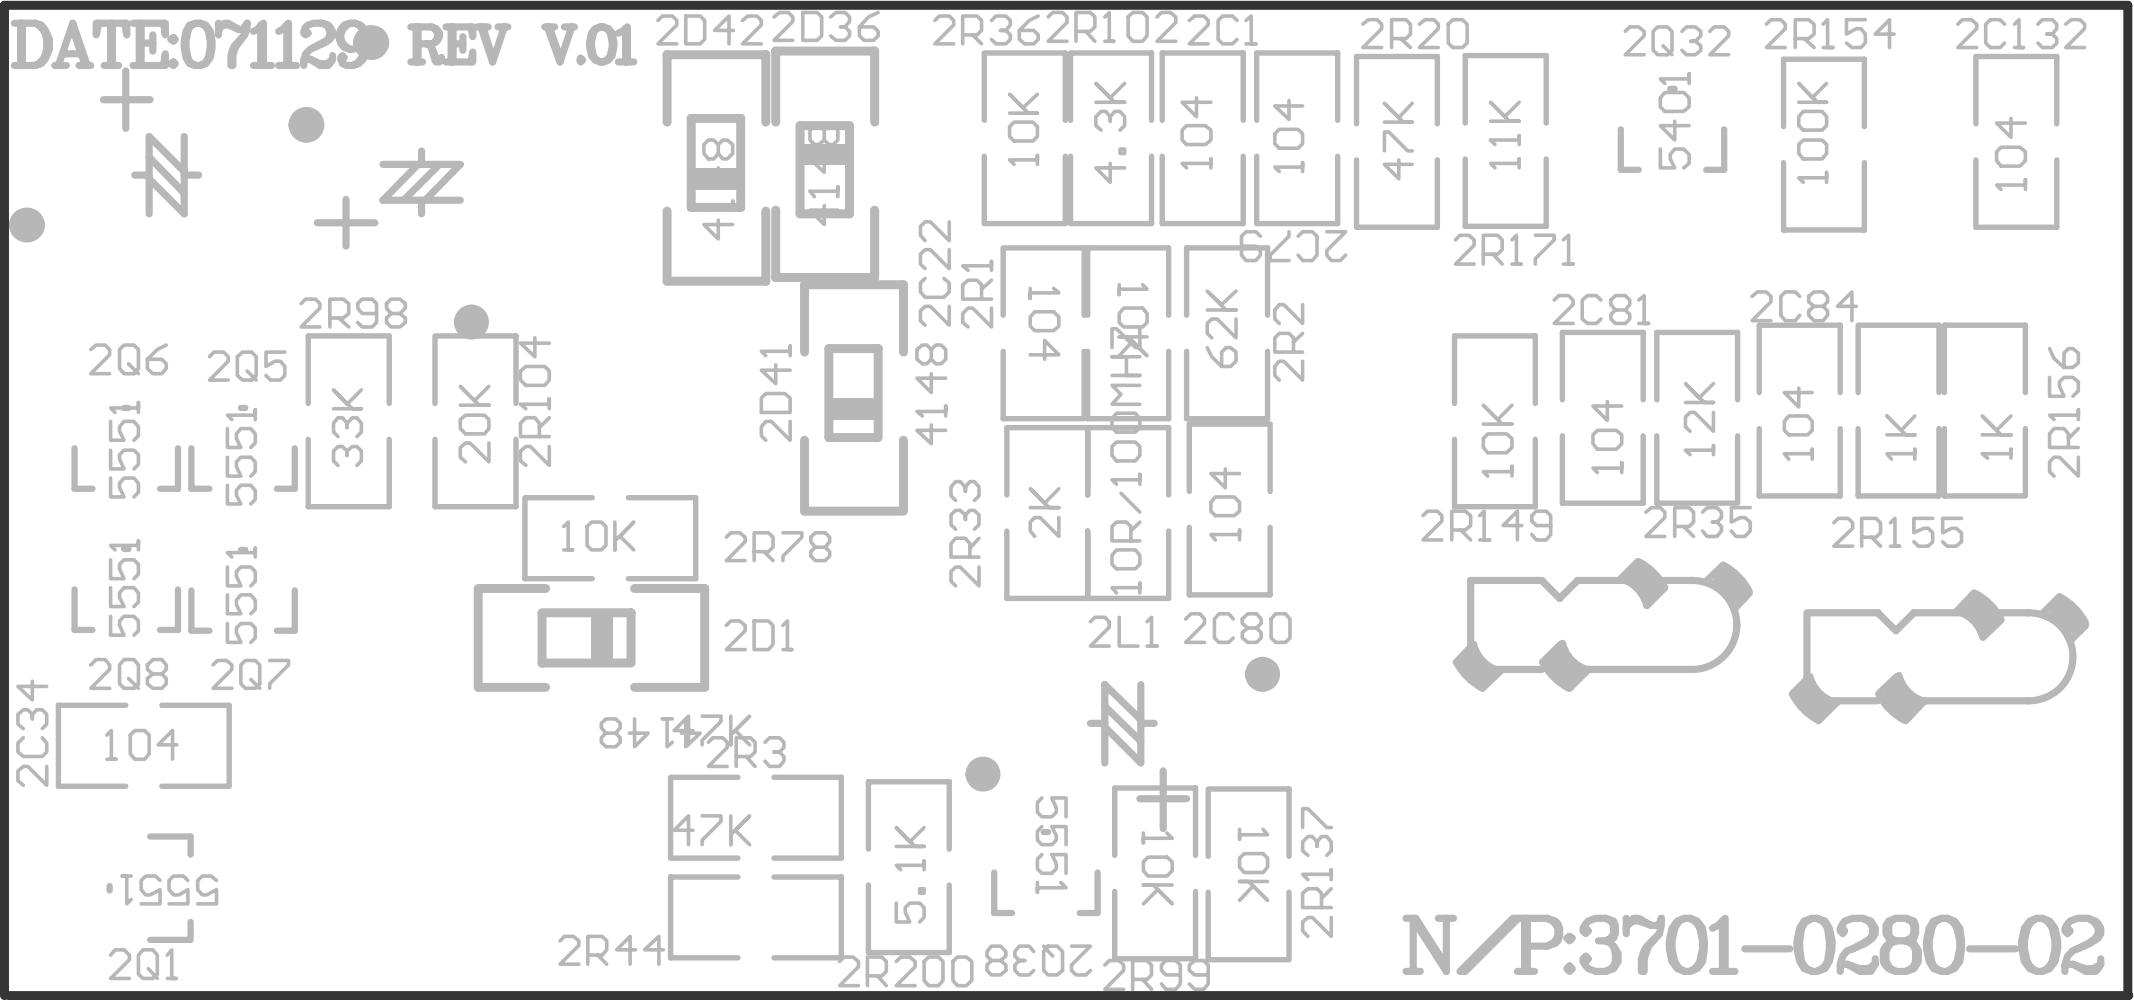 DATE:071129 REV V.01
2D42 2D36 2R36 2R102 2C1 2R20 2Q32 2R154 2C132
4148 4148 10K 4.3K 104 104 47K 11K 5401 100K 104
2C79 2R171
2C22 2R1 104 62K 2R2
2R98 2C81 2C84
2Q6 2Q5 33K 20K 2R104 2D41 4148 10R/100MHZ
5551 5551 10K 104 12K 104 1K 1K 2R156
10K 2R78 2R33 2K 104 2R149 2R35 2R155
5551 5551
2D1 2L1 2C80
2Q8 2Q7
2C34 104 4148 47K
2R3
47K 5.1K 5551 10K 10K 2R137
5551
2Q1 2R44 2R200 2Q38 2R99
N/P:3701-0280-02